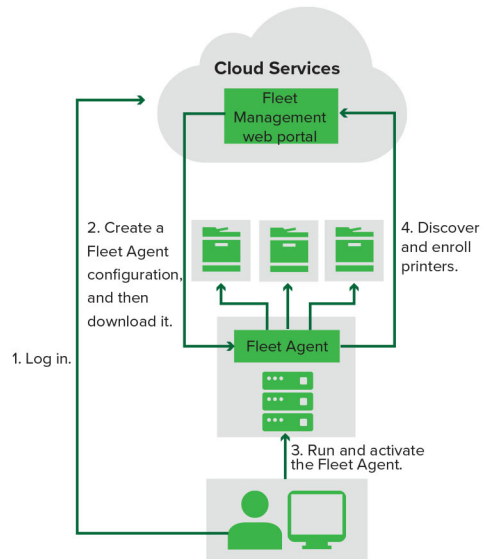 Cloud Services
Fleet
Management
web portal
2. Create a
Fleet Agent
configuration,
and then
download it.
4. Discover
and enroll
printers.
Fleet Agent
1. Log in.
3. Run and activate
the Fleet Agent.